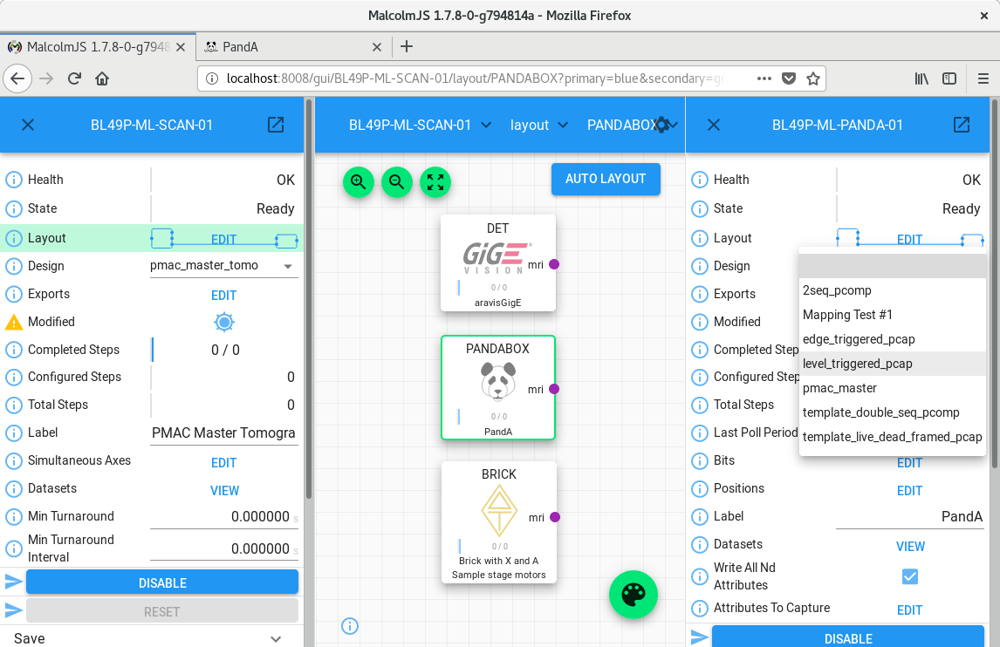 MalcolmJS 1.7.8-0-g794814a - Mozilla Firefox
MalcolmJS 1.7.8-0-g7948
PandA
localhost:8008/gui/BL49P-ML-SCAN-01/layout/PANDABOX?primary=blue&secondary=gr
BL49P-ML-SCAN-01
Health
OK
State
Ready
Layout
EDIT
Design
pmac_master_tomo
Exports
EDIT
Modified
Completed Steps
0 / 0
Configured Steps
0
Total Steps
0
Label
PMAC Master Tomogra
Simultaneous Axes
EDIT
Datasets
VIEW
Min Turnaround
0.000000 s
Min Turnaround
Interval
0.000000 s
DISABLE
RESET
Save
BL49P-ML-SCAN-01
layout
PANDABOX
AUTO LAYOUT
DET
GIGE
VISION
mri
0 / 0
aravisGigE
PANDABOX
mri
0 / 0
PandA
BRICK
mri
0 / 0
Brick with X and A
Sample stage motors
BL49P-ML-PANDA-01
Health
OK
State
Ready
Layout
EDIT
Design
2seq_pcomp
Mapping Test #1
edge_triggered_pcap
level_triggered_pcap
pmac_master
template_double_seq_pcomp
template_live_dead_framed_pcap
Exports
Modified
Completed Step
Configured Step
Total Steps
Last Poll Period
Bits
EDIT
Positions
EDIT
Label
PandA
Datasets
VIEW
Write All Nd
Attributes
Attributes To Capture
EDIT
DISABLE